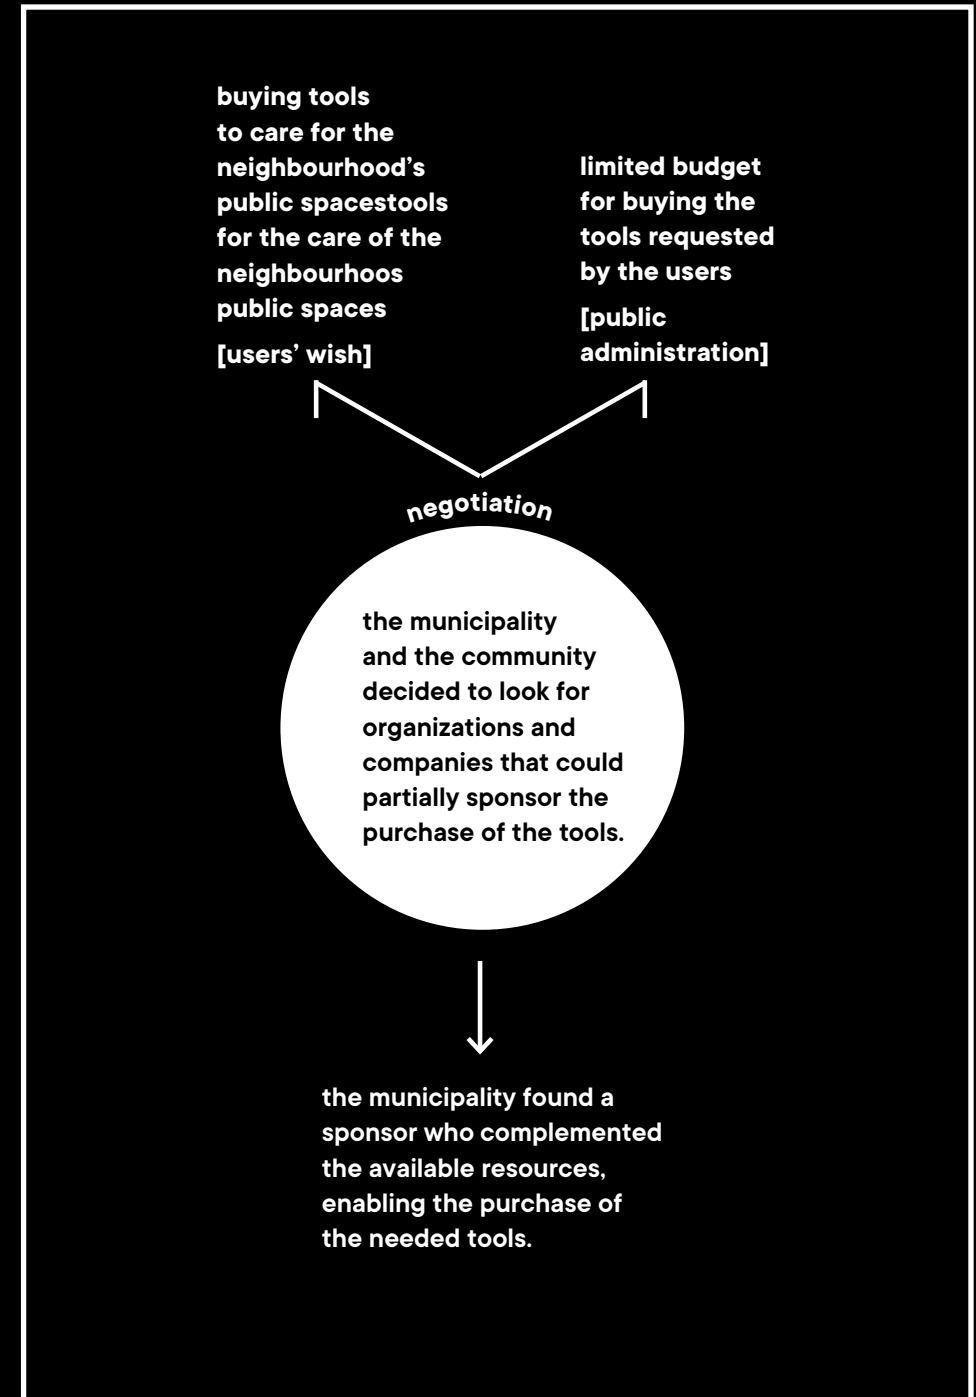 buying tools
to care for the
neighbourhood’s
public spacestools
for the care of the
neighbourhoos
public spaces
[users’ wish]
limited budget
for buying the
tools requested
by the users
[public
administration]
negotiation
the municipality
and the community
decided to look for
organizations and
companies that could
partially sponsor the
purchase of the tools.
the municipality found a
sponsor who complemented
the available resources,
enabling the purchase of
the needed tools.